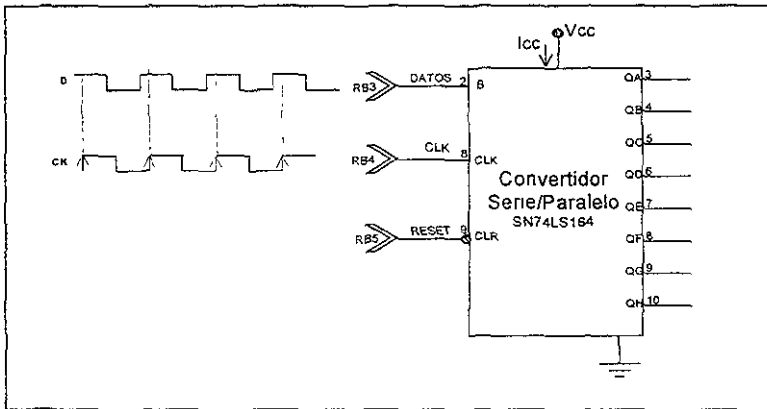 Vcc
Icc
D
RB3 DATOS 2 B
QA 3
QB 4
QC 5
CK
RB4 CLK 8 CLK
QD 6
Convertidor
Serie/Paralelo
SN74LS164
QE 7
RB5 RESET 9 CLR
QF 8
QG 9
QH 10